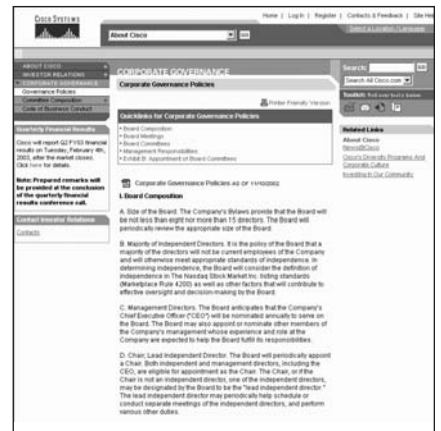 CISCO SYSTEMS
Home | Log In | Register | Contacts & Feedback | Site Help
Select a Location / Language
About Cisco
GO
ABOUT CISCO
INVESTOR RELATIONS
CORPORATE GOVERNANCE
Governance Policies
Committee Composition
Code of Business Conduct
Quarterly Financial Results
Cisco will report Q2 FY03 financial
results on Tuesday, February 4th,
2003, after the market closes.
Click here for details.
Note: Prepared remarks will
be provided at the conclusion
of the quarterly financial
results conference call.
Contact Investor Relations
Contacts
CORPORATE GOVERNANCE
Corporate Governance Policies
Printer Friendly Version
Quicklinks for Corporate Governance Policies
• Board Composition
• Board Meetings
• Board Committees
• Management Responsibilities
• Exhibit B: Appointment of Board Committees
Corporate Governance Policies AS OF 11/10/2002
I. Board Composition
A. Size of the Board. The Company's Bylaws provide that the Board will
be not less than eight nor more than 15 directors. The Board will
periodically review the appropriate size of the Board.
B. Majority of Independent Directors. It is the policy of the Board that a
majority of the directors will not be current employees of the Company
and will otherwise meet appropriate standards of independence. In
determining independence, the Board will consider the definition of
independence in The Nasdaq Stock Market Inc. listing standards
(Marketplace Rule 4200) as well as other factors that will contribute to
effective oversight and decision-making by the Board.
C. Management Directors. The Board anticipates that the Company's
Chief Executive Officer ("CEO") will be nominated annually to serve on
the Board. The Board may also appoint or nominate other members of
the Company's management whose experience and role at the
Company are expected to help the Board fulfill its responsibilities.
D. Chair; Lead Independent Director. The Board will periodically appoint
a Chair. Both independent and management directors, including the
CEO, are eligible for appointment as the Chair. The Chair, or if the
Chair is not an independent director, one of the independent directors,
may be designated by the Board to be the "lead independent director."
The lead independent director may periodically help schedule or
conduct separate meetings of the independent directors, and perform
various other duties.
Search:
GO
Search All Cisco.com
Toolkit: Roll over tools below
Related Links
About Cisco
News@Cisco
Cisco's Diversity Programs And
Corporate Culture
Investing In Our Community